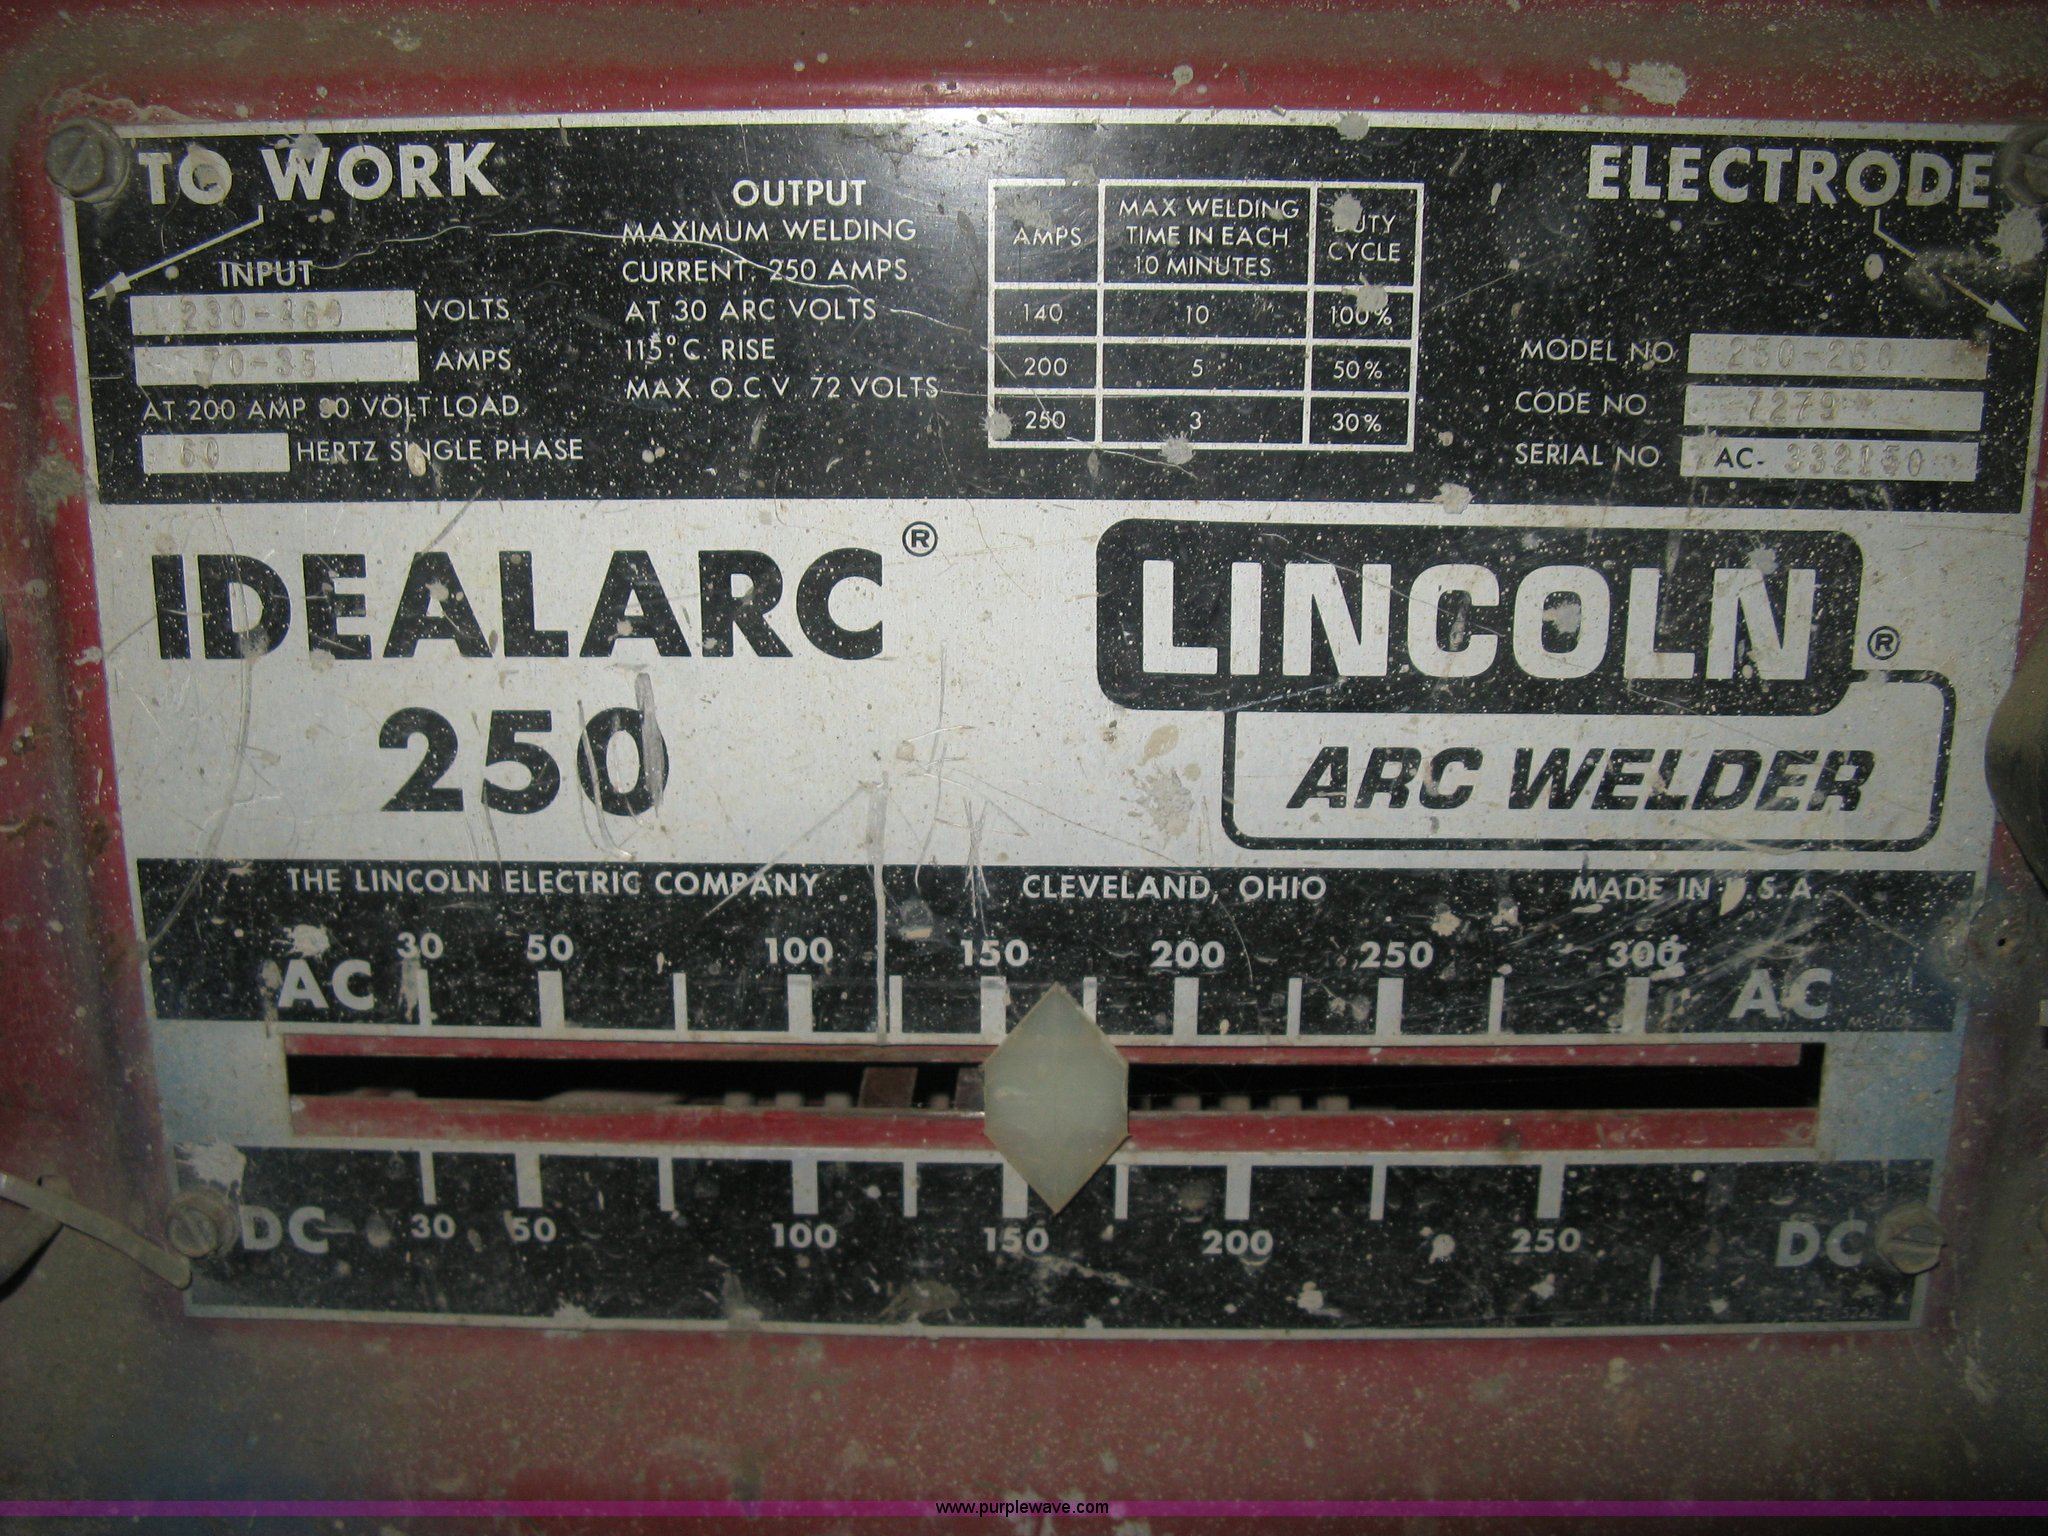 TO WORK
ELECTRODE
INPUT
230-460 VOLTS
70-35 AMPS
AT 200 AMP 30 VOLT LOAD
60 HERTZ SINGLE PHASE
OUTPUT
MAXIMUM WELDING
CURRENT, 250 AMPS
AT 30 ARC VOLTS
115°C. RISE
MAX. O.C.V. 72 VOLTS
AMPS MAX WELDING TIME IN EACH 10 MINUTES DUTY CYCLE
140 10 100%
200 5 50%
250 3 30%
MODEL NO 250-250
CODE NO 7279
SERIAL NO AC-332150
IDEALARC®
250
LINCOLN®
ARC WELDER
THE LINCOLN ELECTRIC COMPANY CLEVELAND, OHIO MADE IN U.S.A.
AC 30 50 100 150 200 250 300 AC
DC 30 50 100 150 200 250 DC
www.purplewave.com